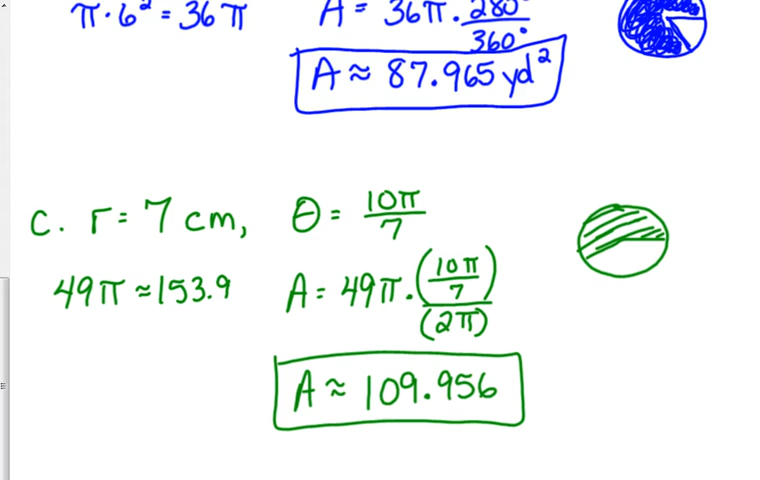 π·6² = 36π
A = 36π · 280°/360°
A ≈ 87.965 yd²
c. r = 7 cm, θ = 10π/7
49π ≈ 153.9
A = 49π · (10π/7)/(2π)
A ≈ 109.956